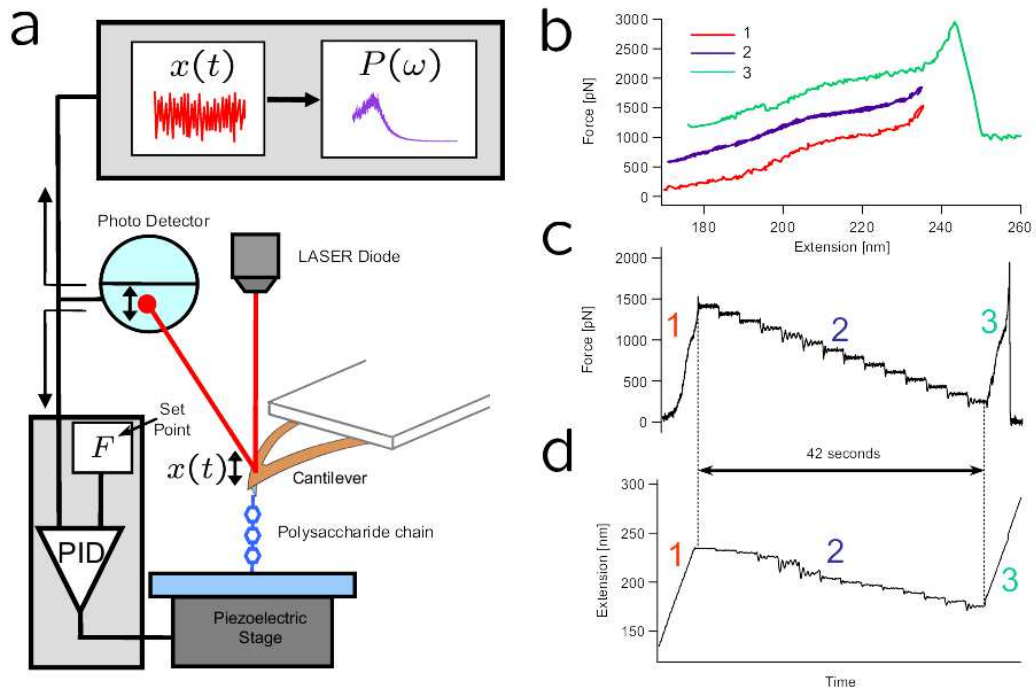 a
x(t)
P(ω)
Photo Detector
LASER Diode
Set
Point
F
x(t)
Cantilever
PID
Polysaccharide chain
Piezoelectric
Stage
b
1
2
3
3000
2500
2000
1500
1000
500
0
Force [pN]
180
200
220
240
260
Extension [nm]
c
2000
1500
1000
500
0
Force [pN]
1
2
3
d
42 seconds
300
250
200
150
Extension [nm]
1
2
3
Time